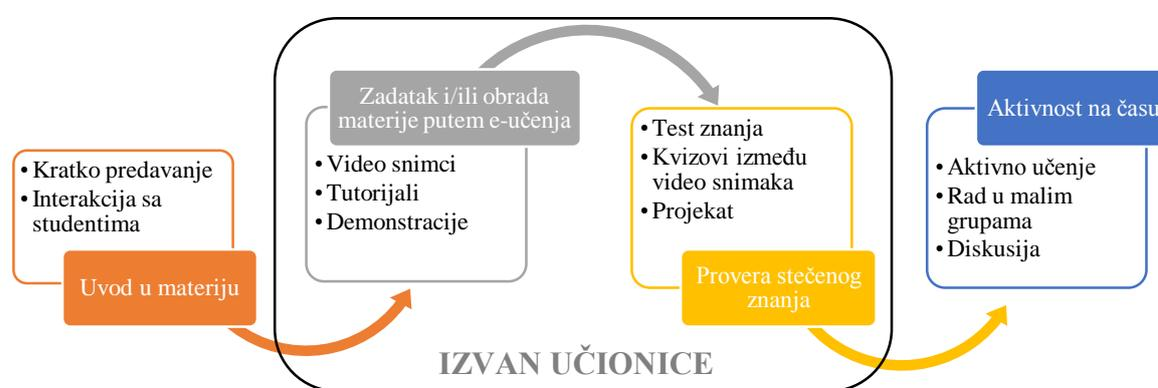 • Kratko predavanje
• Interakcija sa
studentima
Uvod u materiju
Zadatak i/ili obrada
materije putem e-učenja
• Video snimci
• Tutorijali
• Demonstracije
• Test znanja
• Kvizovi između
video snimaka
• Projekat
Provera stečenog
znanja
Aktivnost na času
• Aktivno učenje
• Rad u malim
grupama
• Diskusija
IZVAN UČIONICE